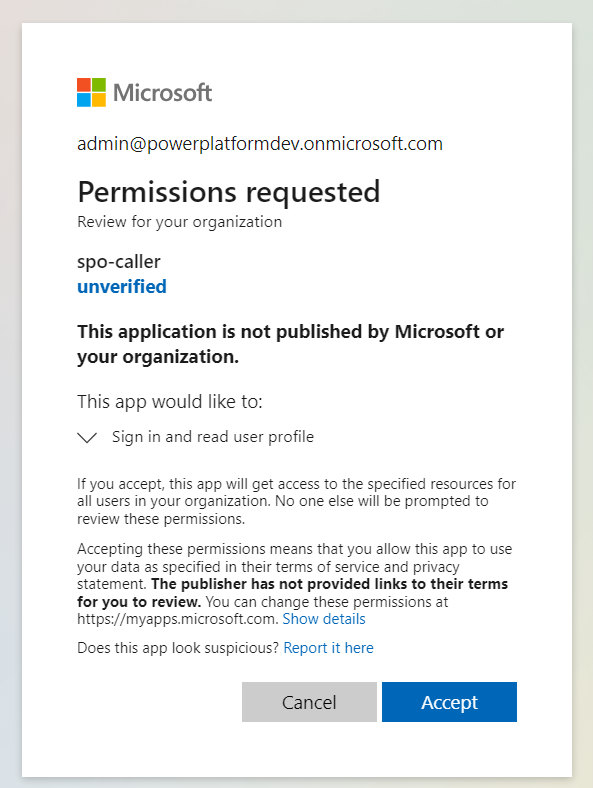 Microsoft
admin@powerplatformdev.onmicrosoft.com
Permissions requested
Review for your organization
spo-caller
unverified
This application is not published by Microsoft or
your organization.
This app would like to:
Sign in and read user profile
If you accept, this app will get access to the specified resources for
all users in your organization. No one else will be prompted to
review these permissions.
Accepting these permissions means that you allow this app to use
your data as specified in their terms of service and privacy
statement. The publisher has not provided links to their terms
for you to review. You can change these permissions at
https://myapps.microsoft.com. Show details
Does this app look suspicious? Report it here
Cancel Accept